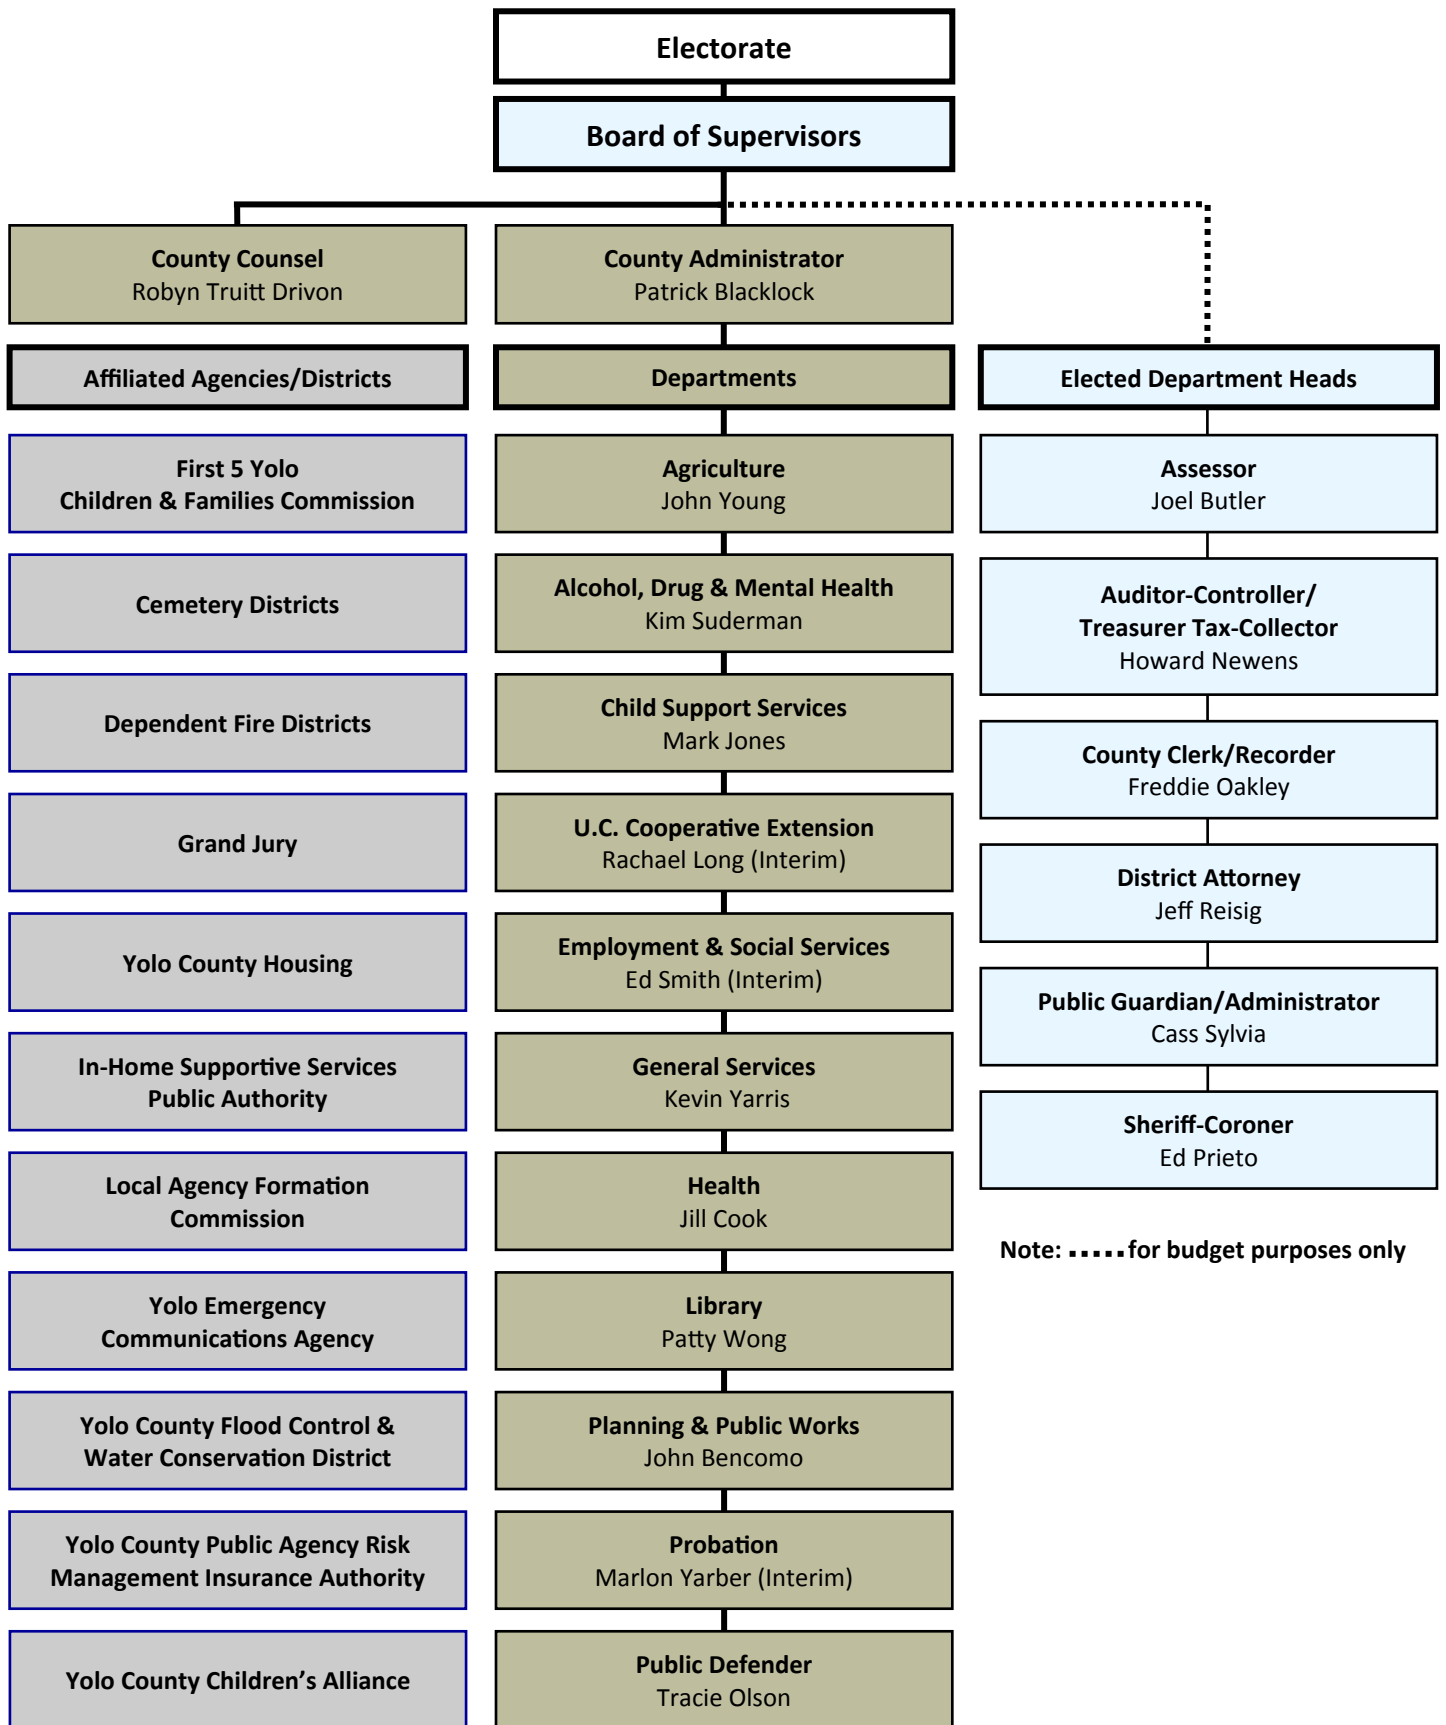 Electorate
Board of Supervisors
County Counsel
Robyn Truitt Drivon
County Administrator
Patrick Blacklock
Affiliated Agencies/Districts
Departments
Elected Department Heads
First 5 Yolo
Children & Families Commission
Agriculture
John Young
Assessor
Joel Butler
Cemetery Districts
Alcohol, Drug & Mental Health
Kim Suderman
Auditor-Controller/
Treasurer Tax-Collector
Howard Newens
Dependent Fire Districts
Child Support Services
Mark Jones
County Clerk/Recorder
Freddie Oakley
Grand Jury
U.C. Cooperative Extension
Rachael Long (Interim)
District Attorney
Jeff Reisig
Yolo County Housing
Employment & Social Services
Ed Smith (Interim)
Public Guardian/Administrator
Cass Sylvia
In-Home Supportive Services
Public Authority
General Services
Kevin Yarris
Sheriff-Coroner
Ed Prieto
Local Agency Formation
Commission
Health
Jill Cook
Note: ..... for budget purposes only
Yolo Emergency
Communications Agency
Library
Patty Wong
Yolo County Flood Control &
Water Conservation District
Planning & Public Works
John Bencomo
Yolo County Public Agency Risk
Management Insurance Authority
Probation
Marlon Yarber (Interim)
Yolo County Children’s Alliance
Public Defender
Tracie Olson